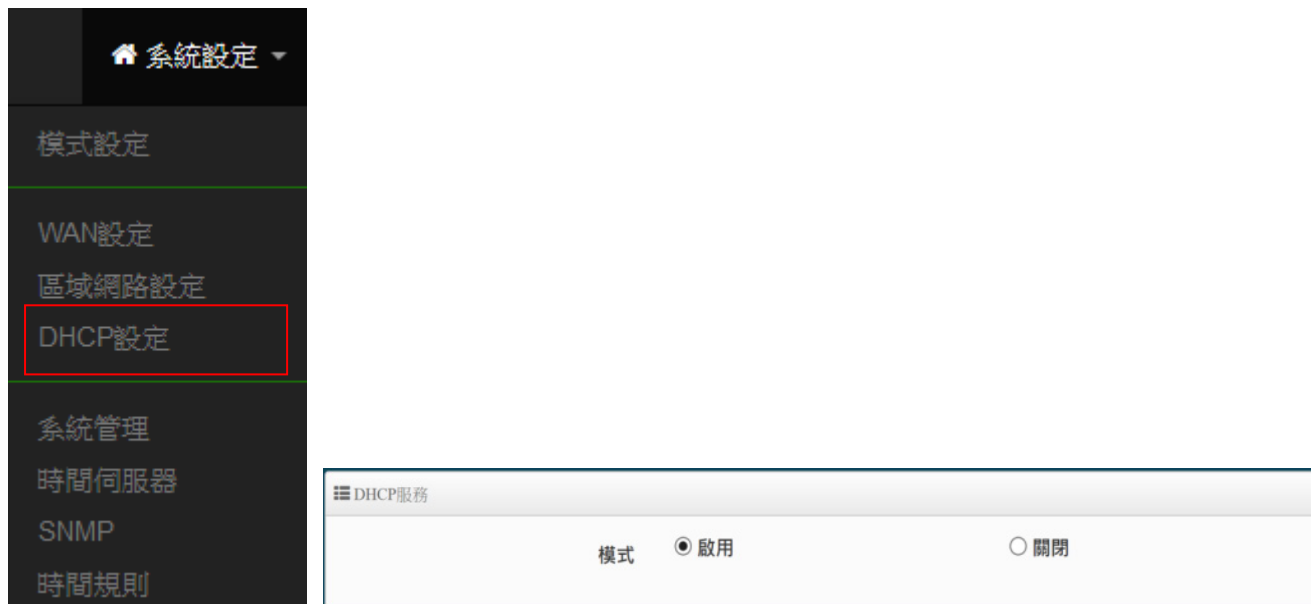 系統設定
模式設定
WAN設定
區域網路設定
DHCP設定
系統管理
時間伺服器
SNMP
時間規則
DHCP服務
模式 啟用 關閉